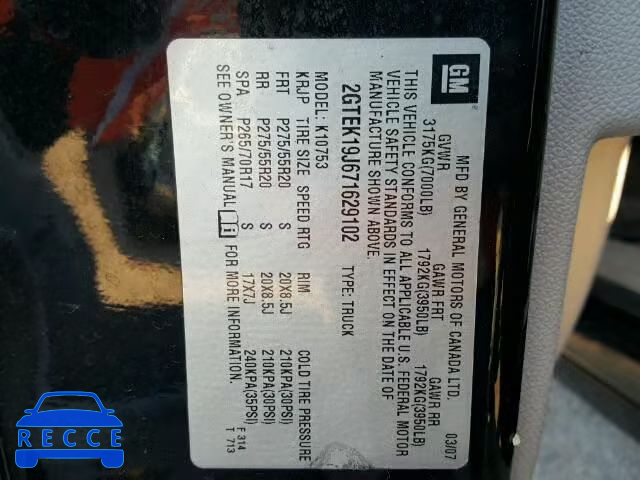 GM
MFD BY GENERAL MOTORS OF CANADA LTD. 03/07
GVWR GAWR FRT GAWR RR
3175KG(7000LB) 1792KG(3950LB) 1792KG(3950LB)
THIS VEHICLE CONFORMS TO ALL APPLICABLE U.S. FEDERAL MOTOR
VEHICLE SAFETY STANDARDS IN EFFECT ON THE DATE OF
MANUFACTURE SHOWN ABOVE.
2GTEK19J671629102 TYPE: TRUCK
MODEL: K10753
KRJP TIRE SIZE SPEED RTG RIM COLD TIRE PRESSURE
FRT P275/55R20 S 20X8.5J 210KPA(30PSI)
RR P275/55R20 S 20X8.5J 210KPA(30PSI)
SPA P265/70R17 S 17X7J 240KPA(35PSI)
SEE OWNER'S MANUAL FOR MORE INFORMATION.
F 314
T 713
RECCE